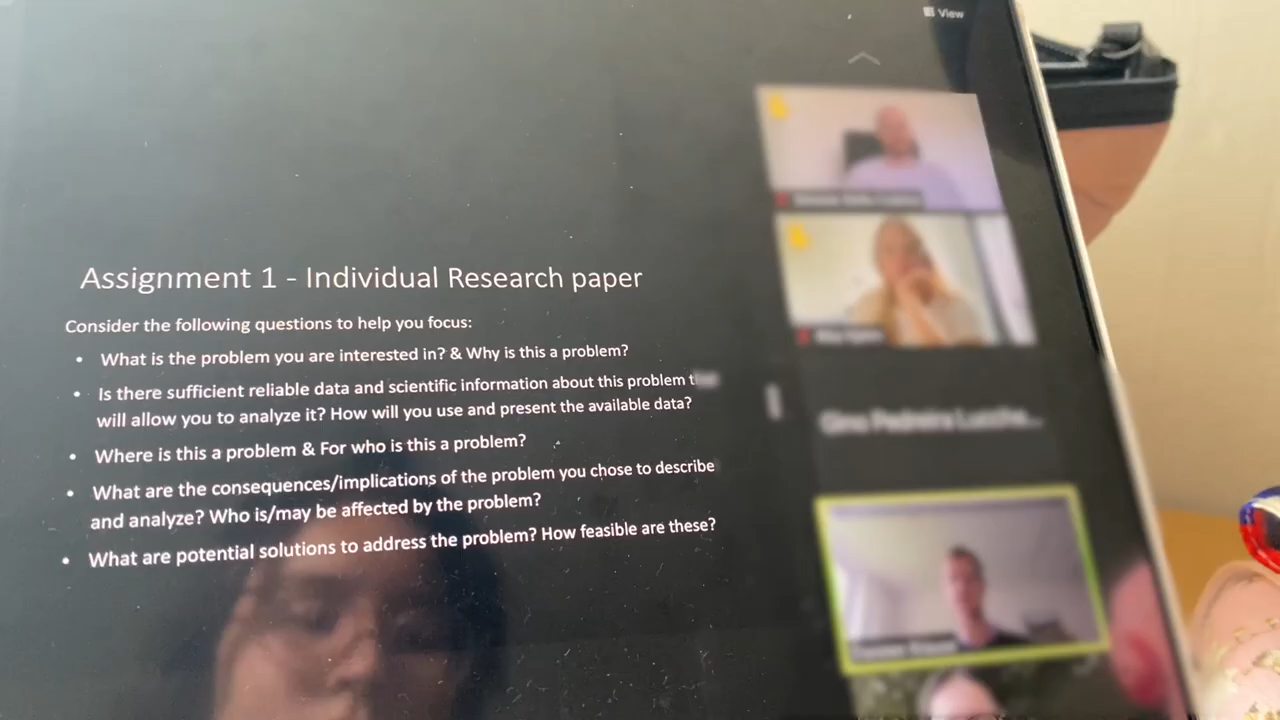 View
Assignment 1 - Individual Research paper
Consider the following questions to help you focus:
• What is the problem you are interested in? & Why is this a problem?
• Is there sufficient reliable data and scientific information about this problem
will allow you to analyze it? How will you use and present the available data?
• Where is this a problem & For who is this a problem?
• What are the consequences/implications of the problem you chose to describe
and analyze? Who is/may be affected by the problem?
• What are potential solutions to address the problem? How feasible are these?